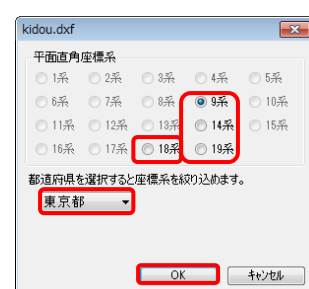 kidou.dxf
平面直角座標系
1系 2系 3系 4系 5系
6系 7系 8系 9系 10系
11系 12系 13系 14系 15系
16系 17系 18系 19系
都道府県を選択すると座標系を絞り込めます。
東京都
OK キャンセル